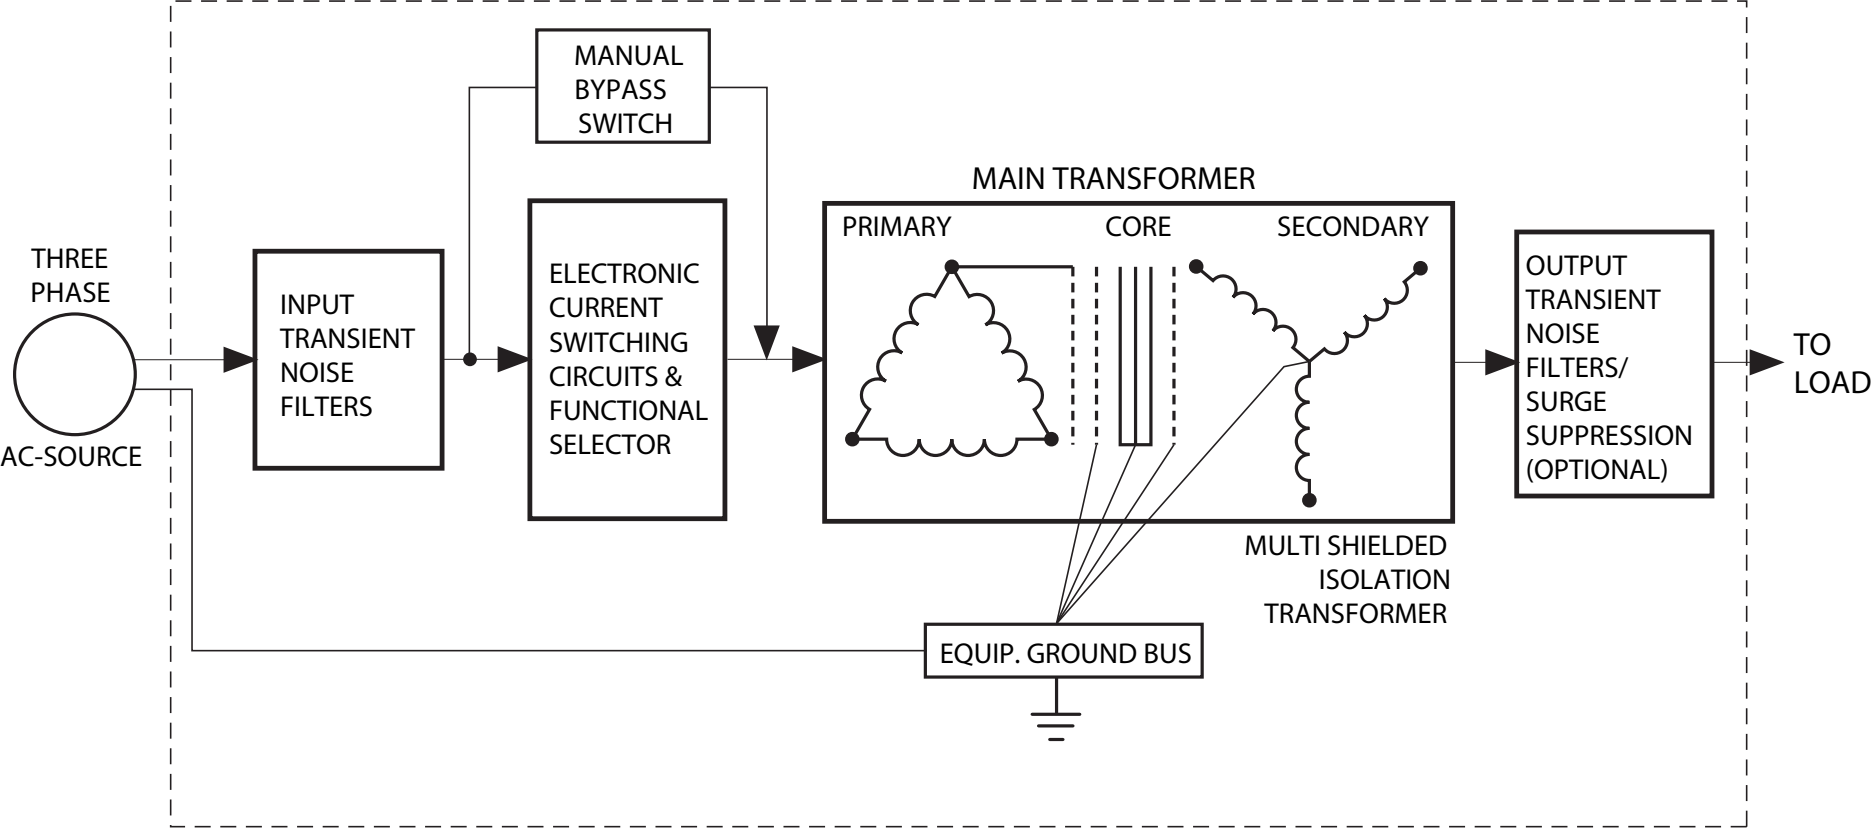 THREE
PHASE
AC-SOURCE
INPUT
TRANSIENT
NOISE
FILTERS
MANUAL
BYPASS
SWITCH
ELECTRONIC
CURRENT
SWITCHING
CIRCUITS &
FUNCTIONAL
SELECTOR
MAIN TRANSFORMER
PRIMARY
CORE
SECONDARY
MULTI SHIELDED
ISOLATION
TRANSFORMER
EQUIP. GROUND BUS
OUTPUT
TRANSIENT
NOISE
FILTERS/
SURGE
SUPPRESSION
(OPTIONAL)
TO
LOAD